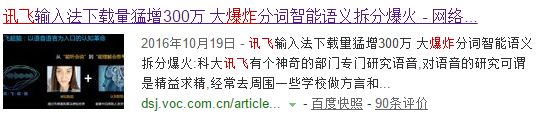 讯飞输入法下载量猛增300万 大爆炸分词智能语义拆分爆火 - 网络...
2016年10月19日 - 讯飞输入法下载量猛增300万 大爆炸分词智能语义
拆分爆火:科大讯飞有个神奇的部门专门研究语音,对语音的研究可谓
是精益求精,经常去周围一些学校做方言和...
dsj.voc.com.cn/article... - 百度快照 - 90条评价